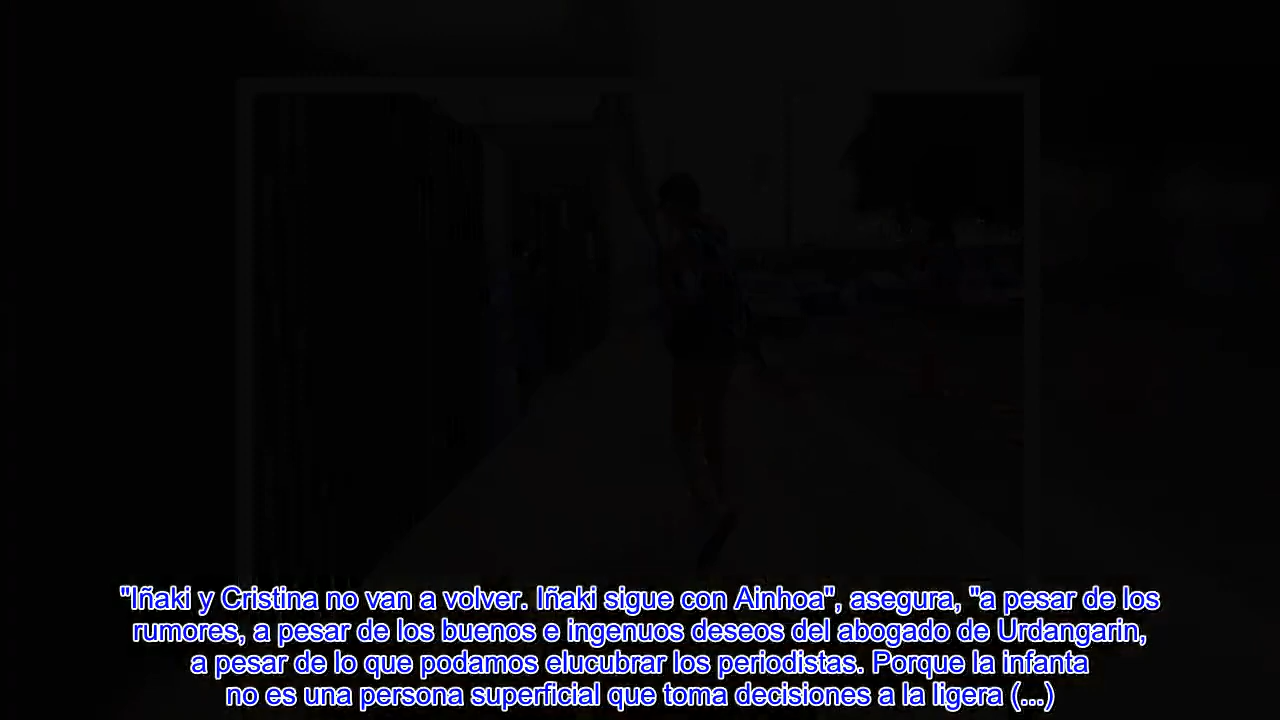 "Iñaki y Cristina no van a volver. Iñaki sigue con Ainhoa", asegura, "a pesar de los
rumores, a pesar de los buenos e ingenuos deseos del abogado de Urdangarin,
a pesar de lo que podamos elucubrar los periodistas. Porque la infanta
no es una persona superficial que toma decisiones a la ligera (...)